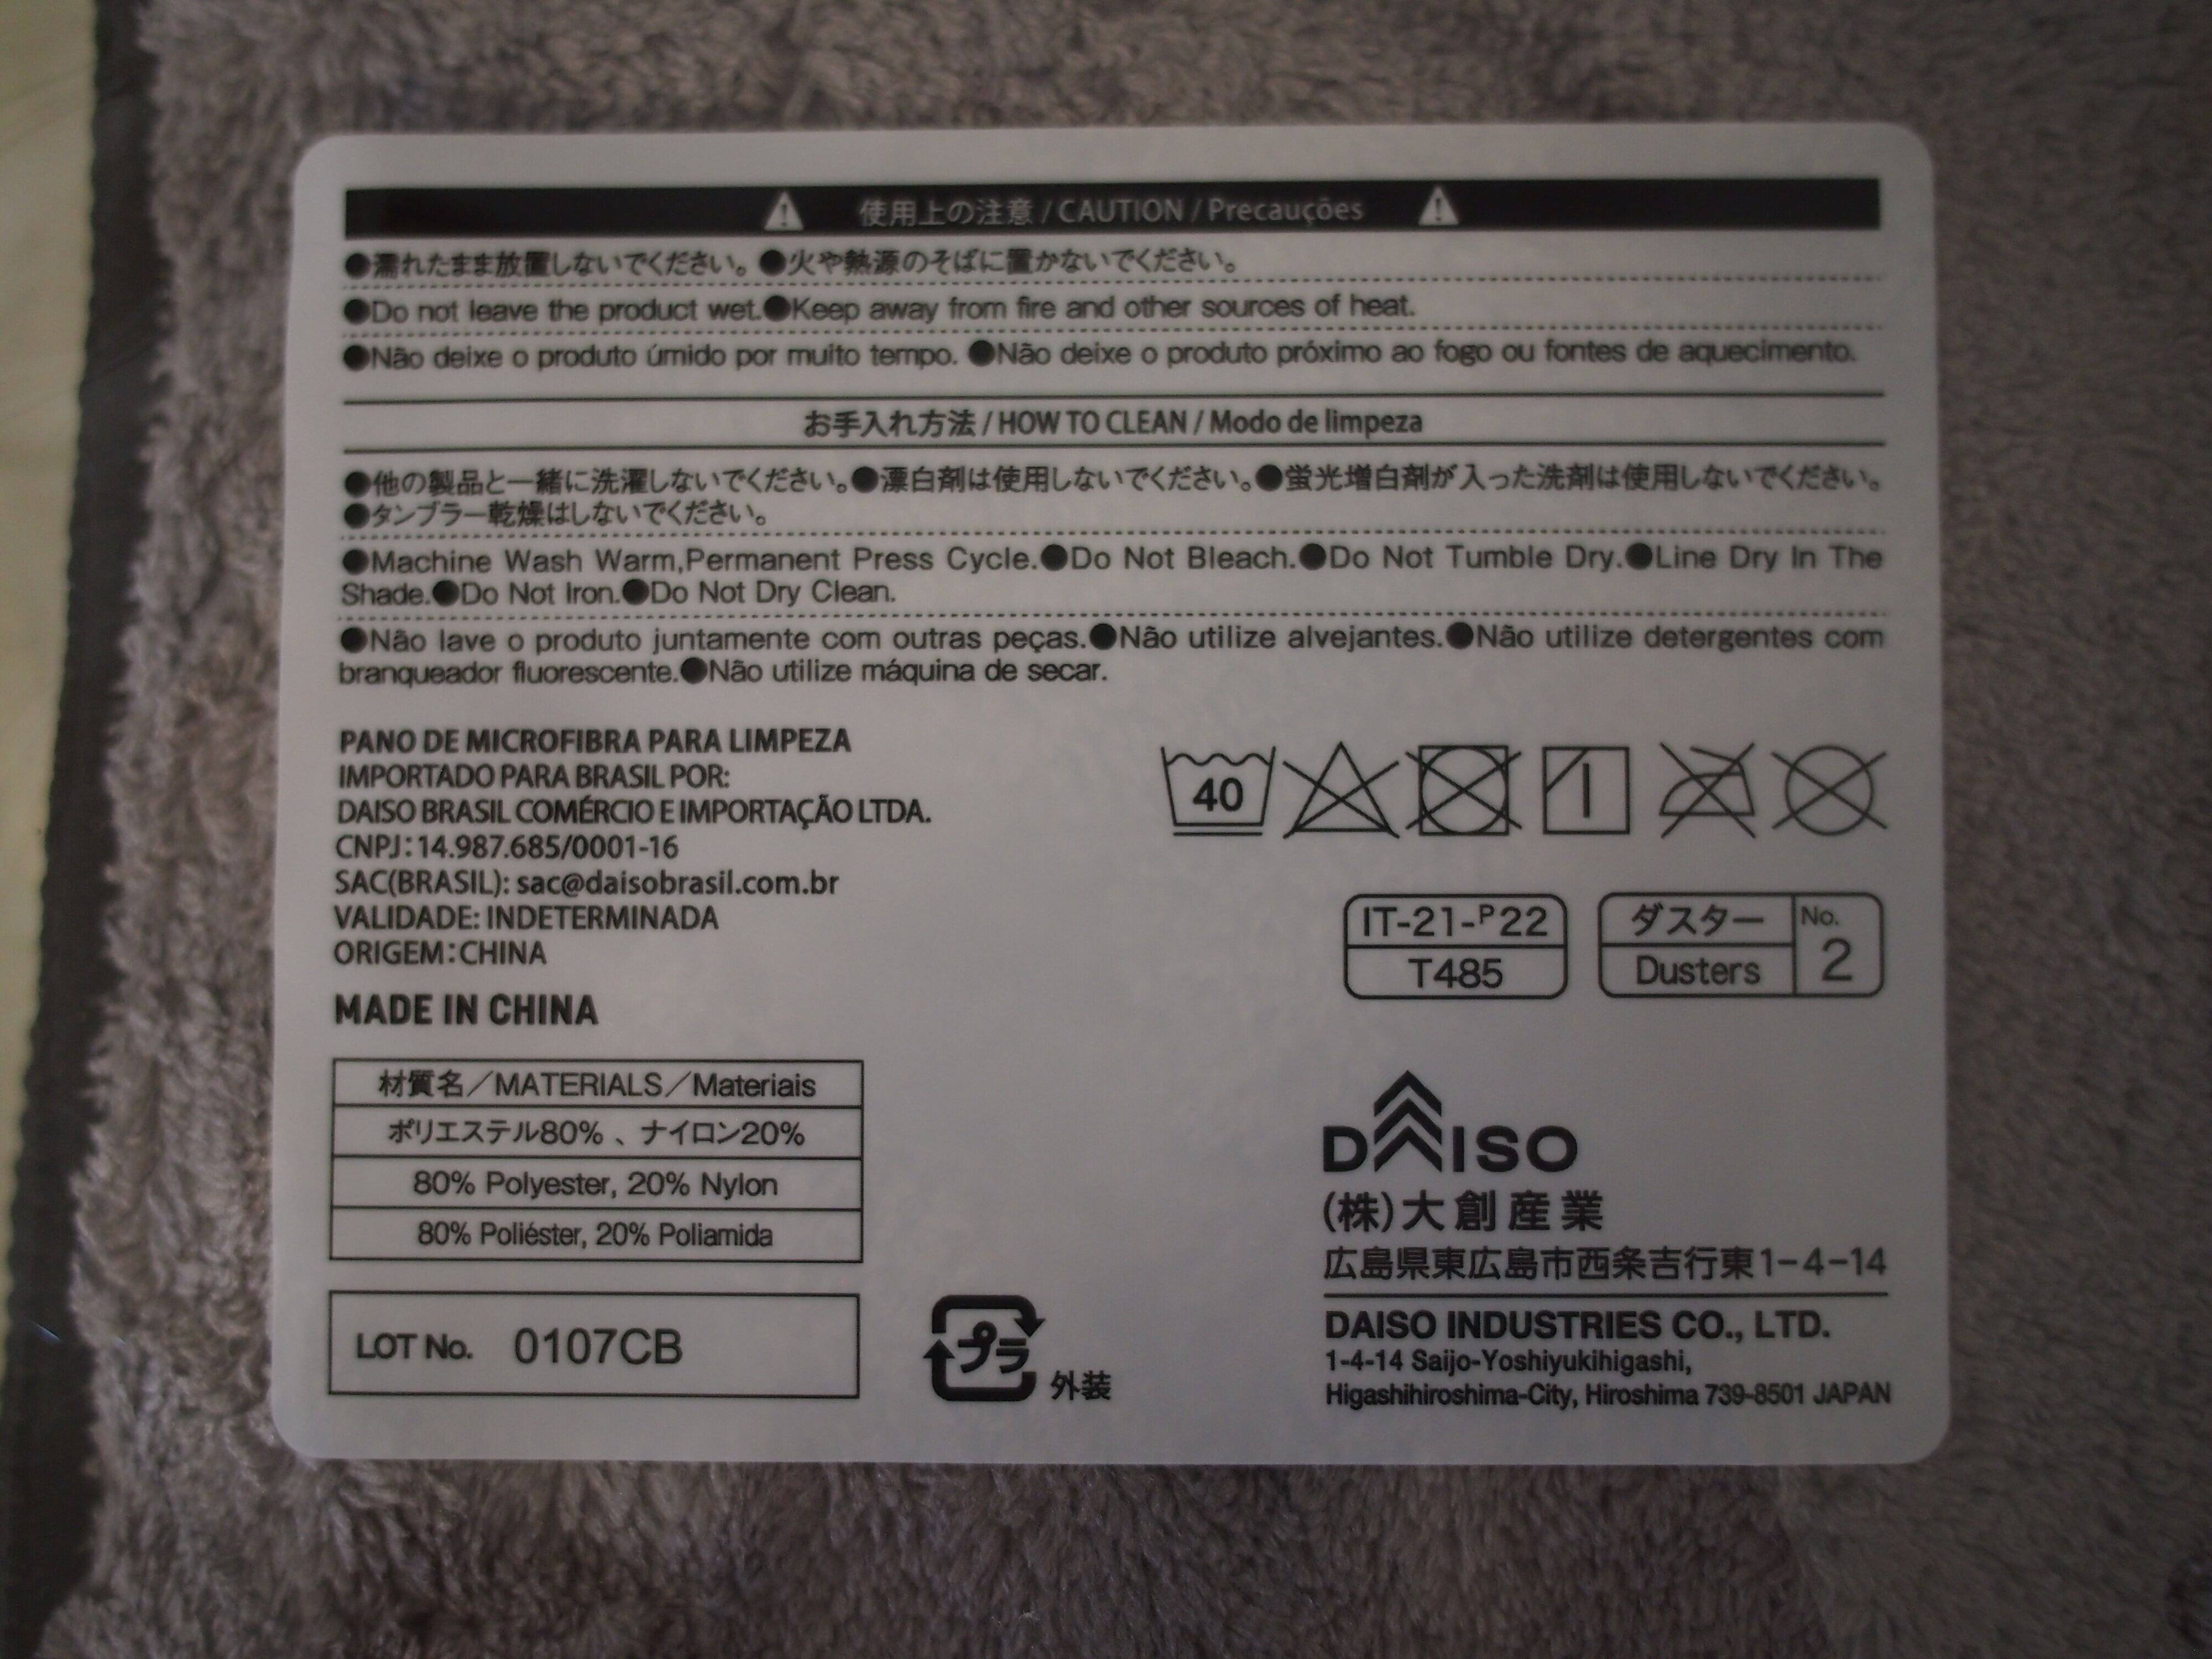 使用上の注意 / CAUTION / Precauções
●濡れたまま放置しないでください。●火や熱源のそばに置かないでください。
●Do not leave the product wet.●Keep away from fire and other sources of heat.
●Não deixe o produto úmido por muito tempo. ●Não deixe o produto próximo ao fogo ou fontes de aquecimento.
お手入れ方法 / HOW TO CLEAN / Modo de limpeza
●他の製品と一緒に洗濯しないでください。●漂白剤は使用しないでください。●蛍光増白剤が入った洗剤は使用しないでください。
●タンブラー乾燥はしないでください。
●Machine Wash Warm,Permanent Press Cycle.●Do Not Bleach.●Do Not Tumble Dry.●Line Dry In The
Shade.●Do Not Iron.●Do Not Dry Clean.
●Não lave o produto juntamente com outras peças.●Não utilize alvejantes.●Não utilize detergentes com
branqueador fluorescente.●Não utilize máquina de secar.
PANO DE MICROFIBRA PARA LIMPEZA
IMPORTADO PARA BRASIL POR:
DAISO BRASIL COMÉRCIO E IMPORTAÇÃO LTDA.
CNPJ:14.987.685/0001-16
SAC(BRASIL): sac@daisobrasil.com.br
VALIDADE: INDETERMINADA
ORIGEM:CHINA
MADE IN CHINA
40
IT-21-P22
T485
ダスター
Dusters
No.
2
材質名／MATERIALS／Materiais
ポリエステル80% 、ナイロン20%
80% Polyester, 20% Nylon
80% Poliéster, 20% Poliamida
LOT No. 0107CB
プラ
外装
DAISO
(株)大創産業
広島県東広島市西条吉行東1-4-14
DAISO INDUSTRIES CO., LTD.
1-4-14 Saijo-Yoshiyukihigashi,
Higashihiroshima-City, Hiroshima 739-8501 JAPAN